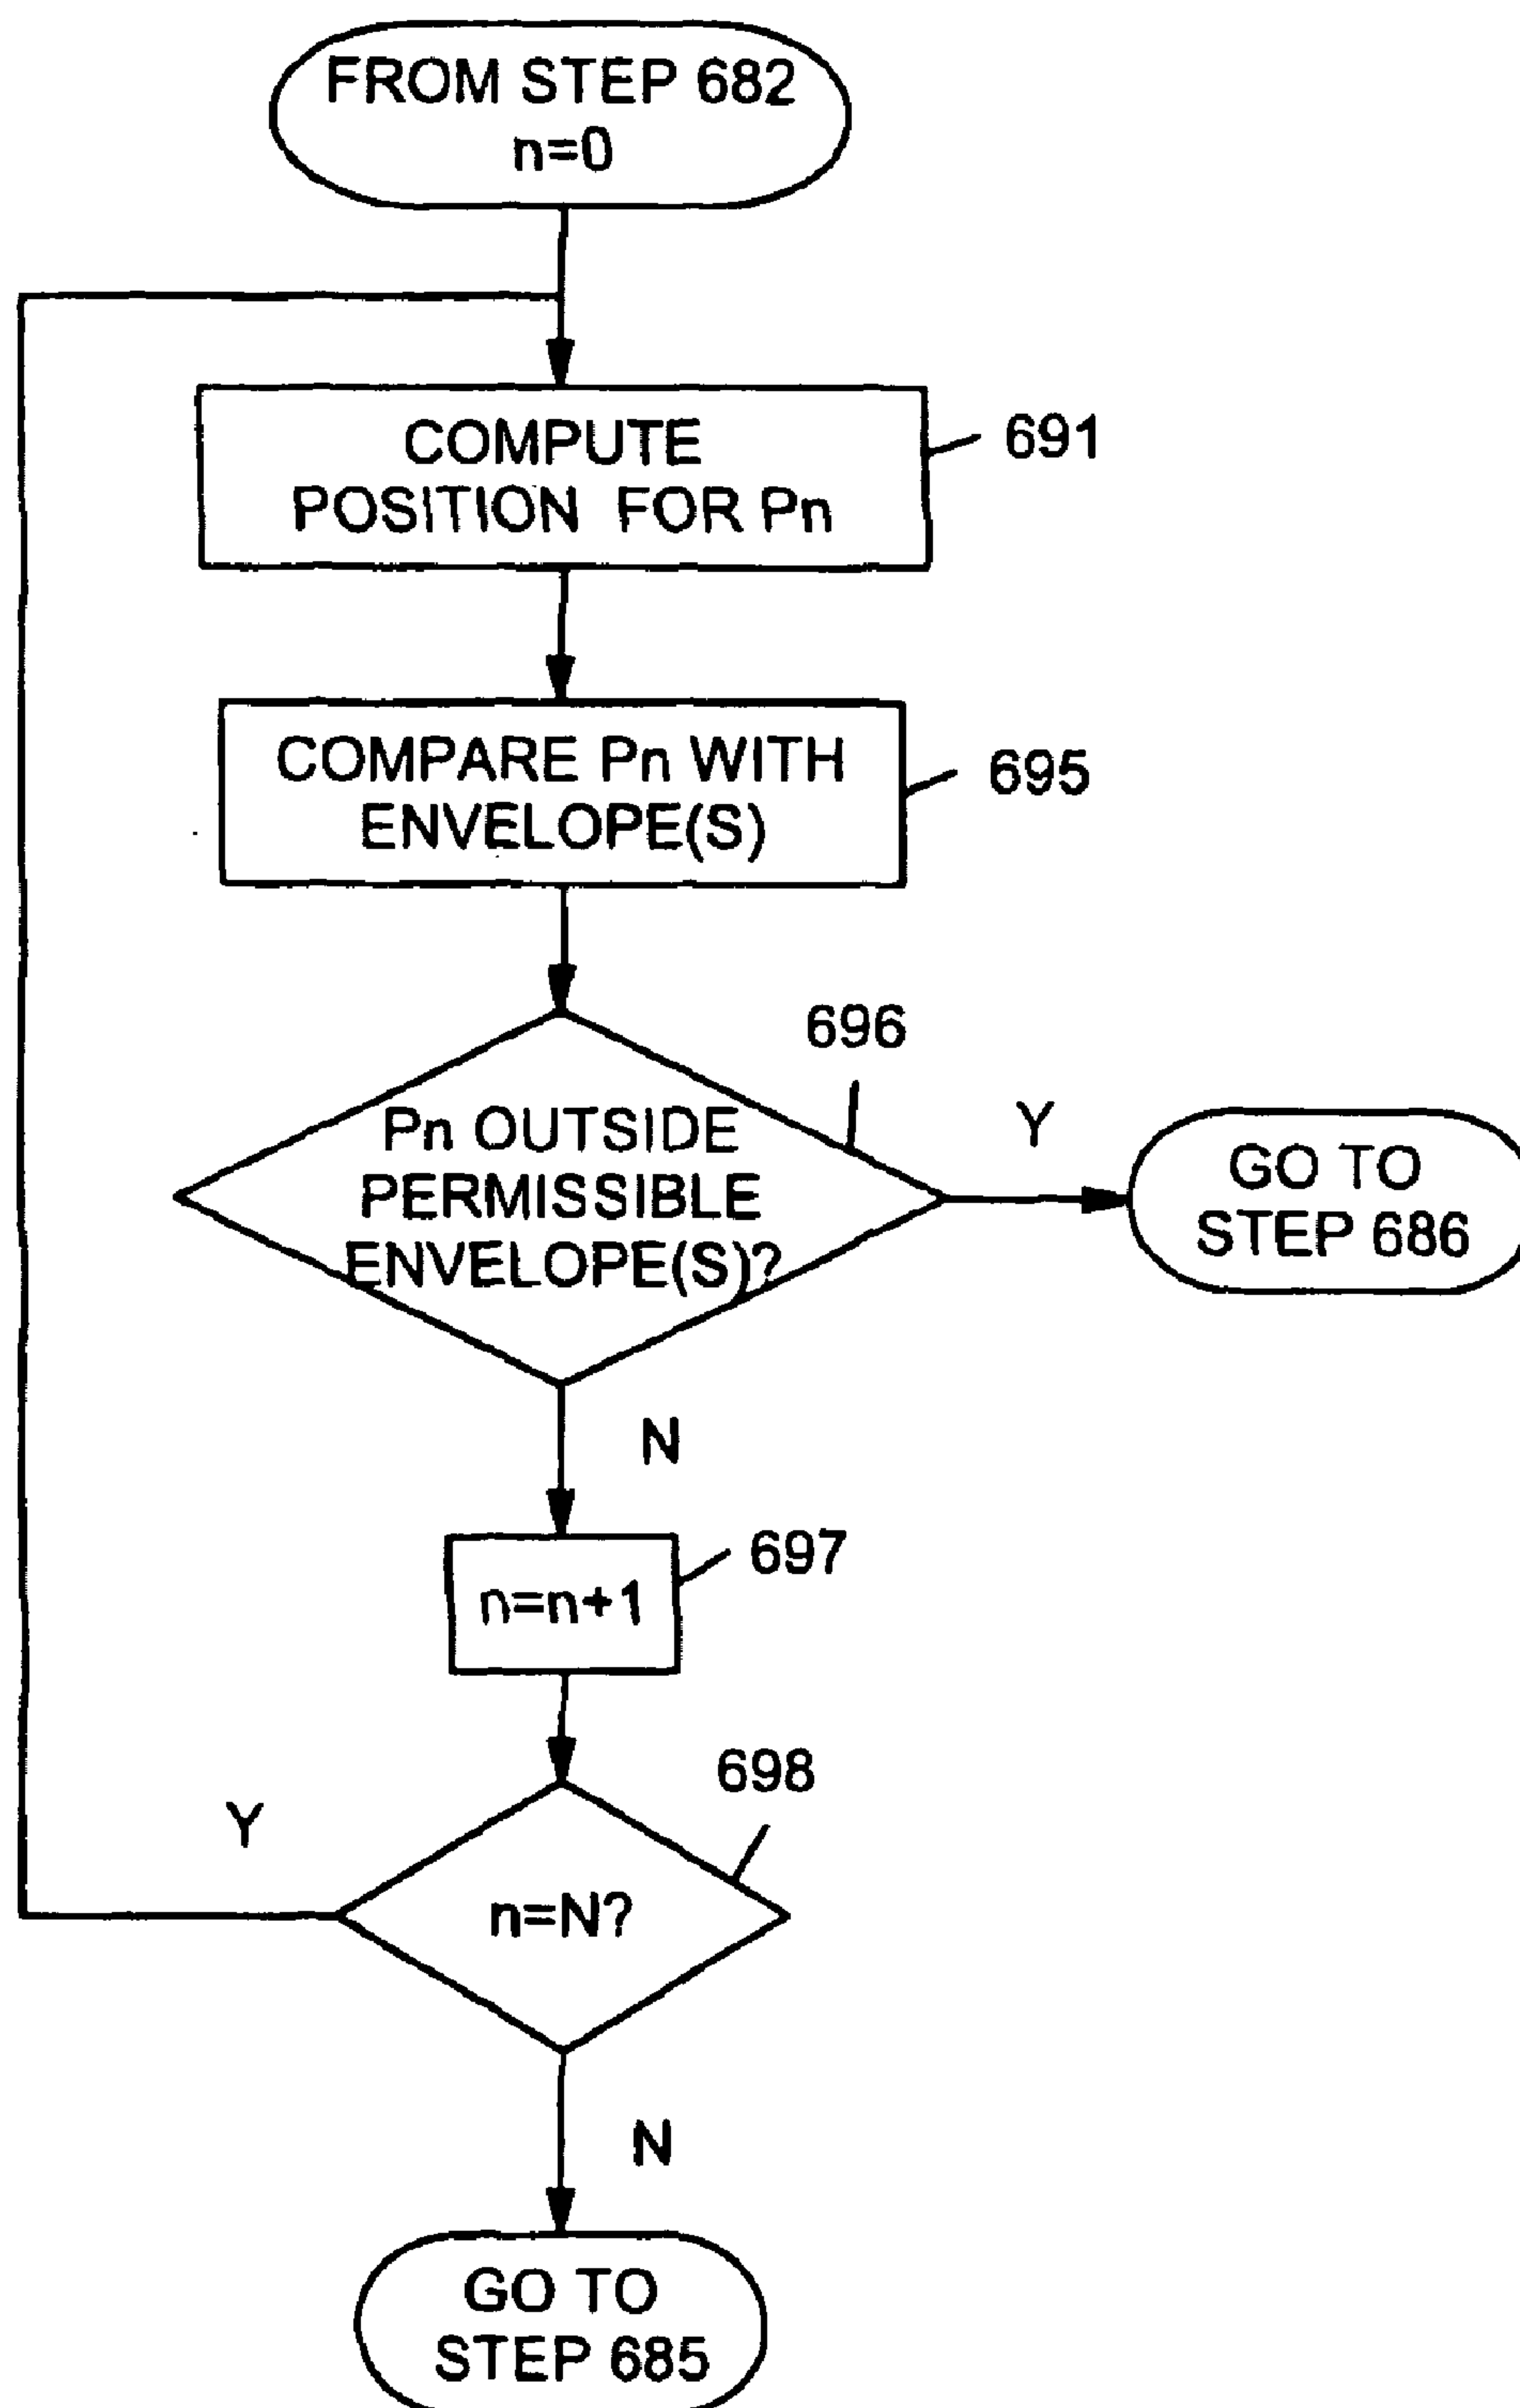 FROM STEP 682
n=0
COMPUTE
POSITION FOR Pn
691
COMPARE Pn WITH
ENVELOPE(S)
695
696
Pn OUTSIDE
PERMISSIBLE
ENVELOPE(S)?
Y
GO TO
STEP 686
N
n=n+1
697
698
Y
n=N?
N
GO TO
STEP 685